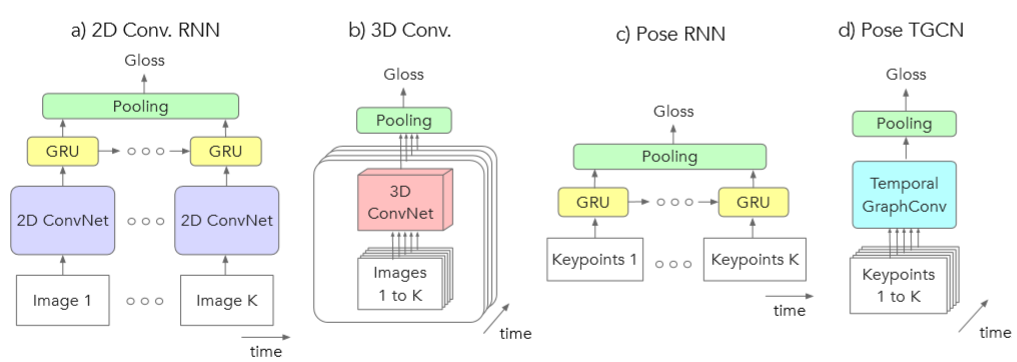 a) 2D Conv. RNN
Gloss
Pooling
GRU
GRU
2D ConvNet
2D ConvNet
Image 1
Image K
time
b) 3D Conv.
Gloss
Pooling
3D
ConvNet
Images
1 to K
time
c) Pose RNN
Gloss
Pooling
GRU
GRU
Keypoints 1
Keypoints K
time
d) Pose TGCN
Gloss
Pooling
Temporal
GraphConv
Keypoints
1 to K
time